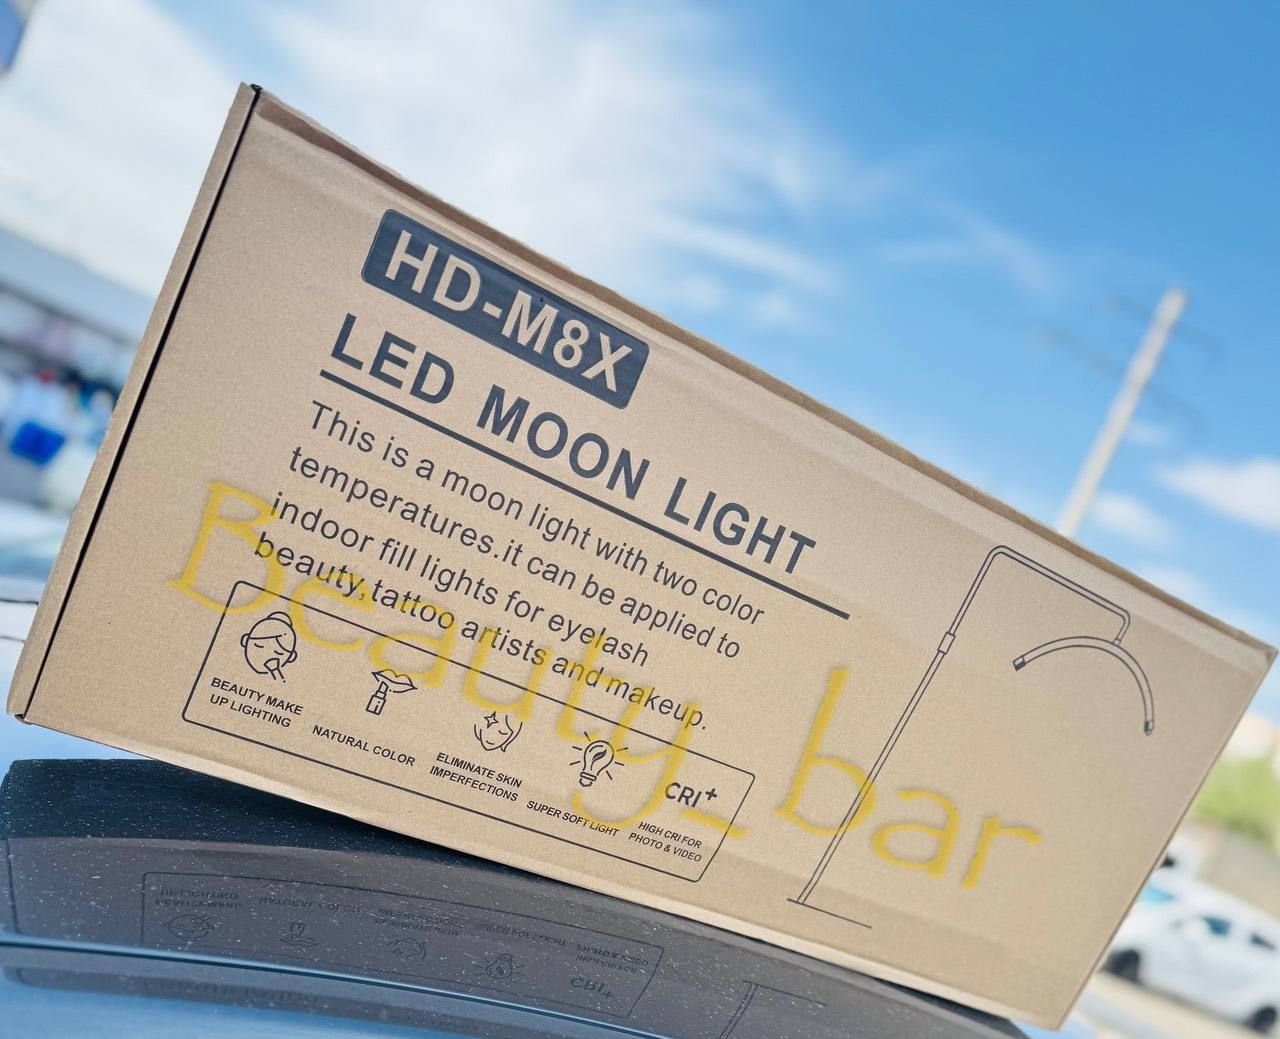 HD-M8X
LED MOON LIGHT
This is a moon light with two color
temperatures.it can be applied to
indoor fill lights for eyelash
beauty,tattoo artists and makeup.
BEAUTY MAKE
UP LIGHTING
NATURAL COLOR
ELIMINATE SKIN
IMPERFECTIONS
SUPER SOFT LIGHT
CRI+
HIGH CRI FOR
PHOTO & VIDEO
Beauty_bar